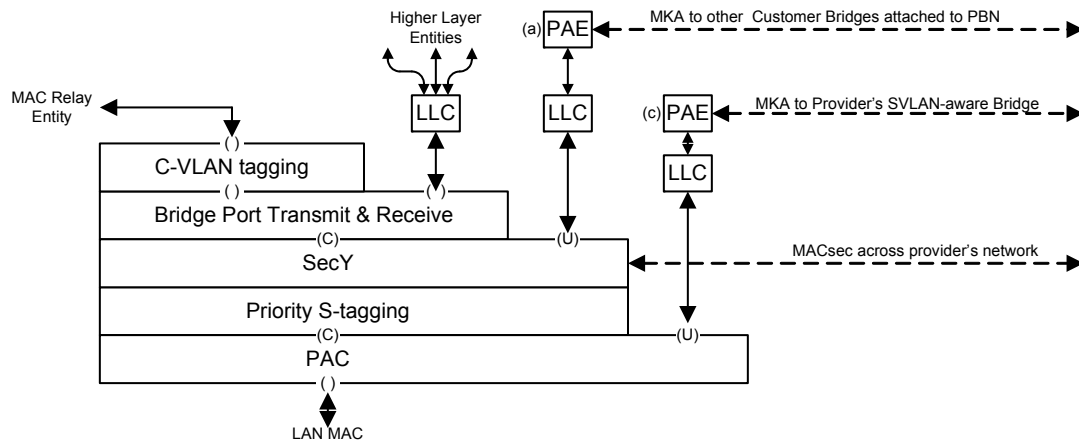 Higher Layer
Entities
(a) PAE
MKA to other Customer Bridges attached to PBN
MAC Relay
Entity
LLC
LLC
(c) PAE
MKA to Provider's SVLAN-aware Bridge
LLC
( )
C-VLAN tagging
( )
( )
Bridge Port Transmit & Receive
(C)
(U)
SecY
MACsec across provider's network
Priority S-tagging
(C)
(U)
PAC
( )
LAN MAC